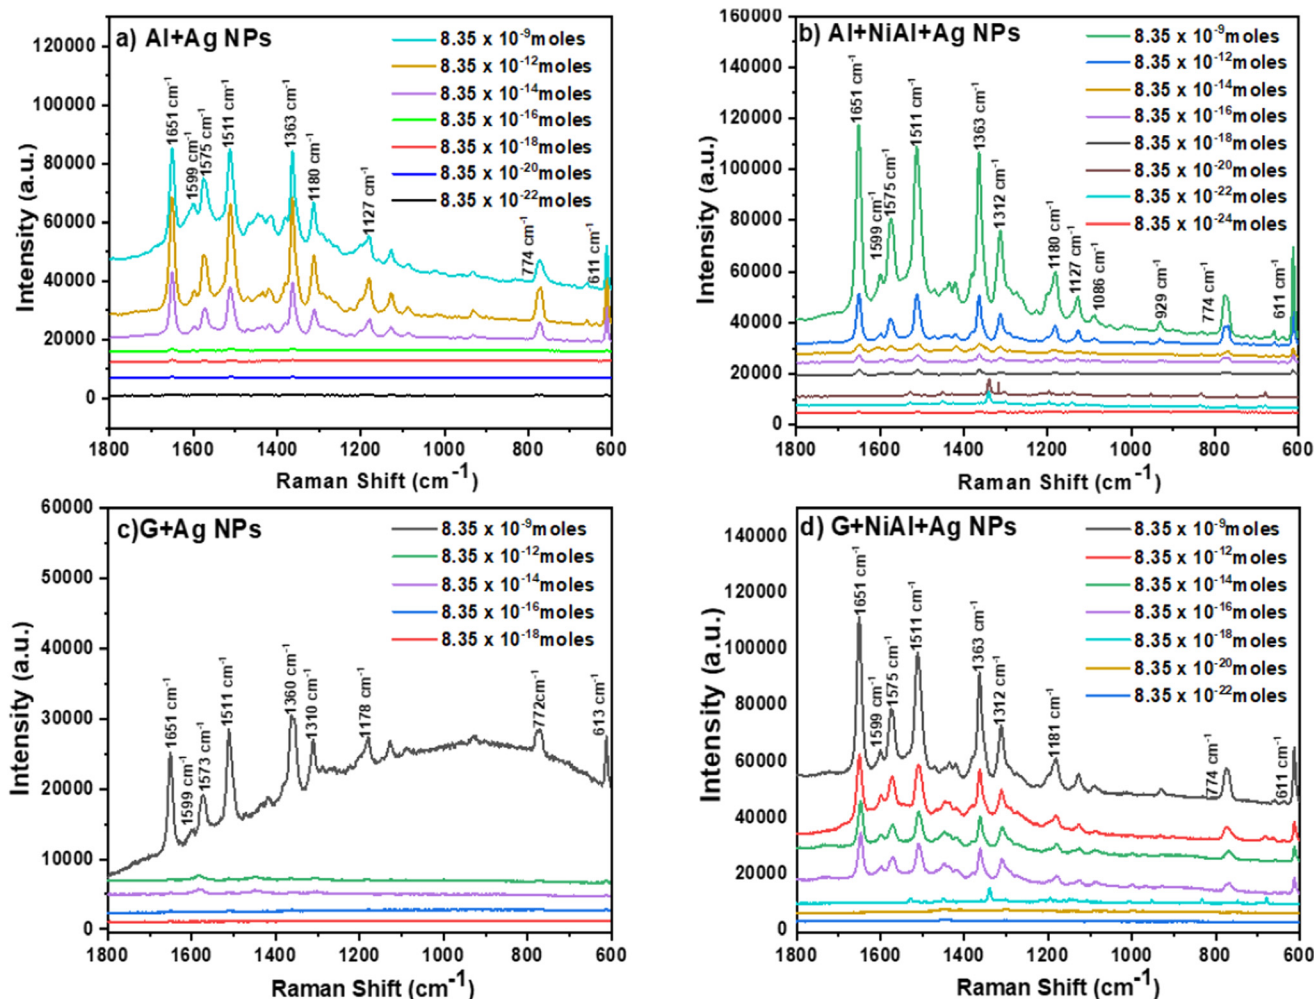 a) Al+Ag NPs
8.35 x 10⁻⁹moles
8.35 x 10⁻¹²moles
8.35 x 10⁻¹⁴moles
8.35 x 10⁻¹⁶moles
8.35 x 10⁻¹⁸moles
8.35 x 10⁻²⁰moles
8.35 x 10⁻²²moles
1651 cm⁻¹
1599 cm⁻¹
1575 cm⁻¹
1511 cm⁻¹
1363 cm⁻¹
1180 cm⁻¹
1127 cm⁻¹
774 cm⁻¹
611 cm⁻¹
120000
100000
80000
60000
40000
20000
0
Intensity (a.u.)
1800 1600 1400 1200 1000 800 600
Raman Shift (cm⁻¹)
b) Al+NiAl+Ag NPs
8.35 x 10⁻⁹moles
8.35 x 10⁻¹²moles
8.35 x 10⁻¹⁴moles
8.35 x 10⁻¹⁶moles
8.35 x 10⁻¹⁸moles
8.35 x 10⁻²⁰moles
8.35 x 10⁻²²moles
8.35 x 10⁻²⁴moles
1651 cm⁻¹
1599 cm⁻¹
1575 cm⁻¹
1511 cm⁻¹
1363 cm⁻¹
1312 cm⁻¹
1180 cm⁻¹
1127 cm⁻¹
1086 cm⁻¹
929 cm⁻¹
774 cm⁻¹
611 cm⁻¹
160000
140000
120000
100000
80000
60000
40000
20000
0
Intensity (a.u.)
1800 1600 1400 1200 1000 800 600
Raman Shift (cm⁻¹)
c)G+Ag NPs
8.35 x 10⁻⁹moles
8.35 x 10⁻¹²moles
8.35 x 10⁻¹⁴moles
8.35 x 10⁻¹⁶moles
8.35 x 10⁻¹⁸moles
1651 cm⁻¹
1599 cm⁻¹
1573 cm⁻¹
1511 cm⁻¹
1360 cm⁻¹
1310 cm⁻¹
1178 cm⁻¹
772cm⁻¹
613 cm⁻¹
60000
50000
40000
30000
20000
10000
0
Intensity (a.u.)
1800 1600 1400 1200 1000 800 600
Raman Shift (cm⁻¹)
d) G+NiAl+Ag NPs
8.35 x 10⁻⁹moles
8.35 x 10⁻¹²moles
8.35 x 10⁻¹⁴moles
8.35 x 10⁻¹⁶moles
8.35 x 10⁻¹⁸moles
8.35 x 10⁻²⁰moles
8.35 x 10⁻²²moles
1651 cm⁻¹
1599 cm⁻¹
1575 cm⁻¹
1511 cm⁻¹
1363 cm⁻¹
1312 cm⁻¹
1181 cm⁻¹
774 cm⁻¹
611 cm⁻¹
140000
120000
100000
80000
60000
40000
20000
0
Intensity (a.u.)
1800 1600 1400 1200 1000 800 600
Raman Shift (cm⁻¹)